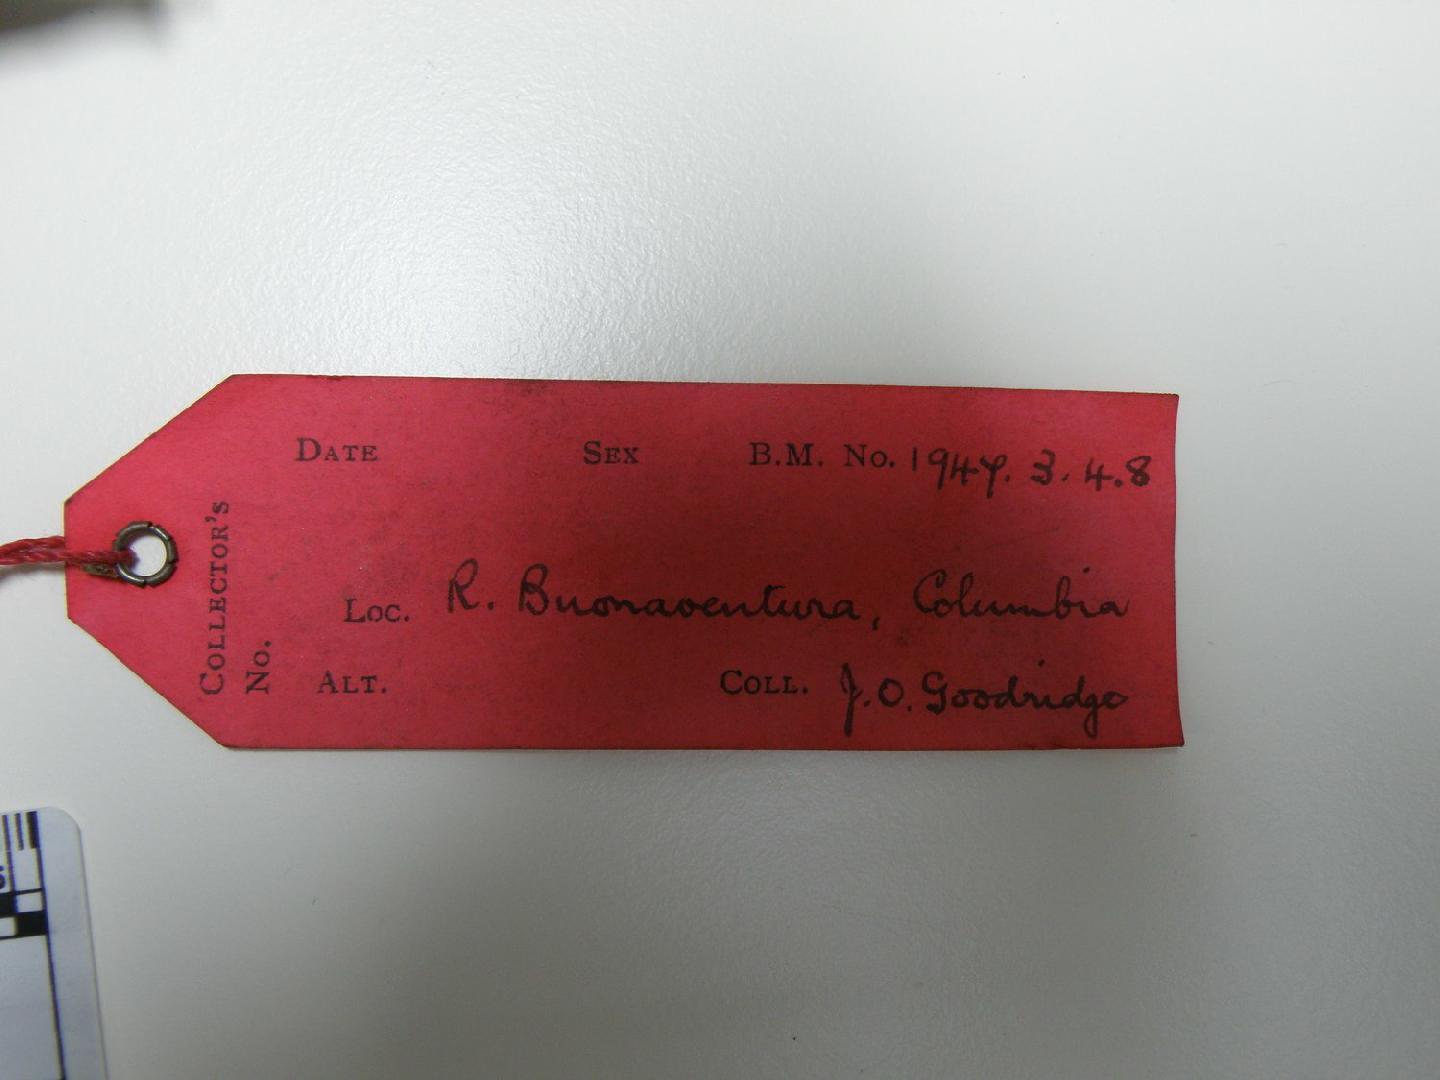 DATE SEX B.M. No. 1947.3.4.8
COLLECTOR'S
No.
Loc. R. Buonaventura, Columbia
ALT. COLL. J.O. Goodridge